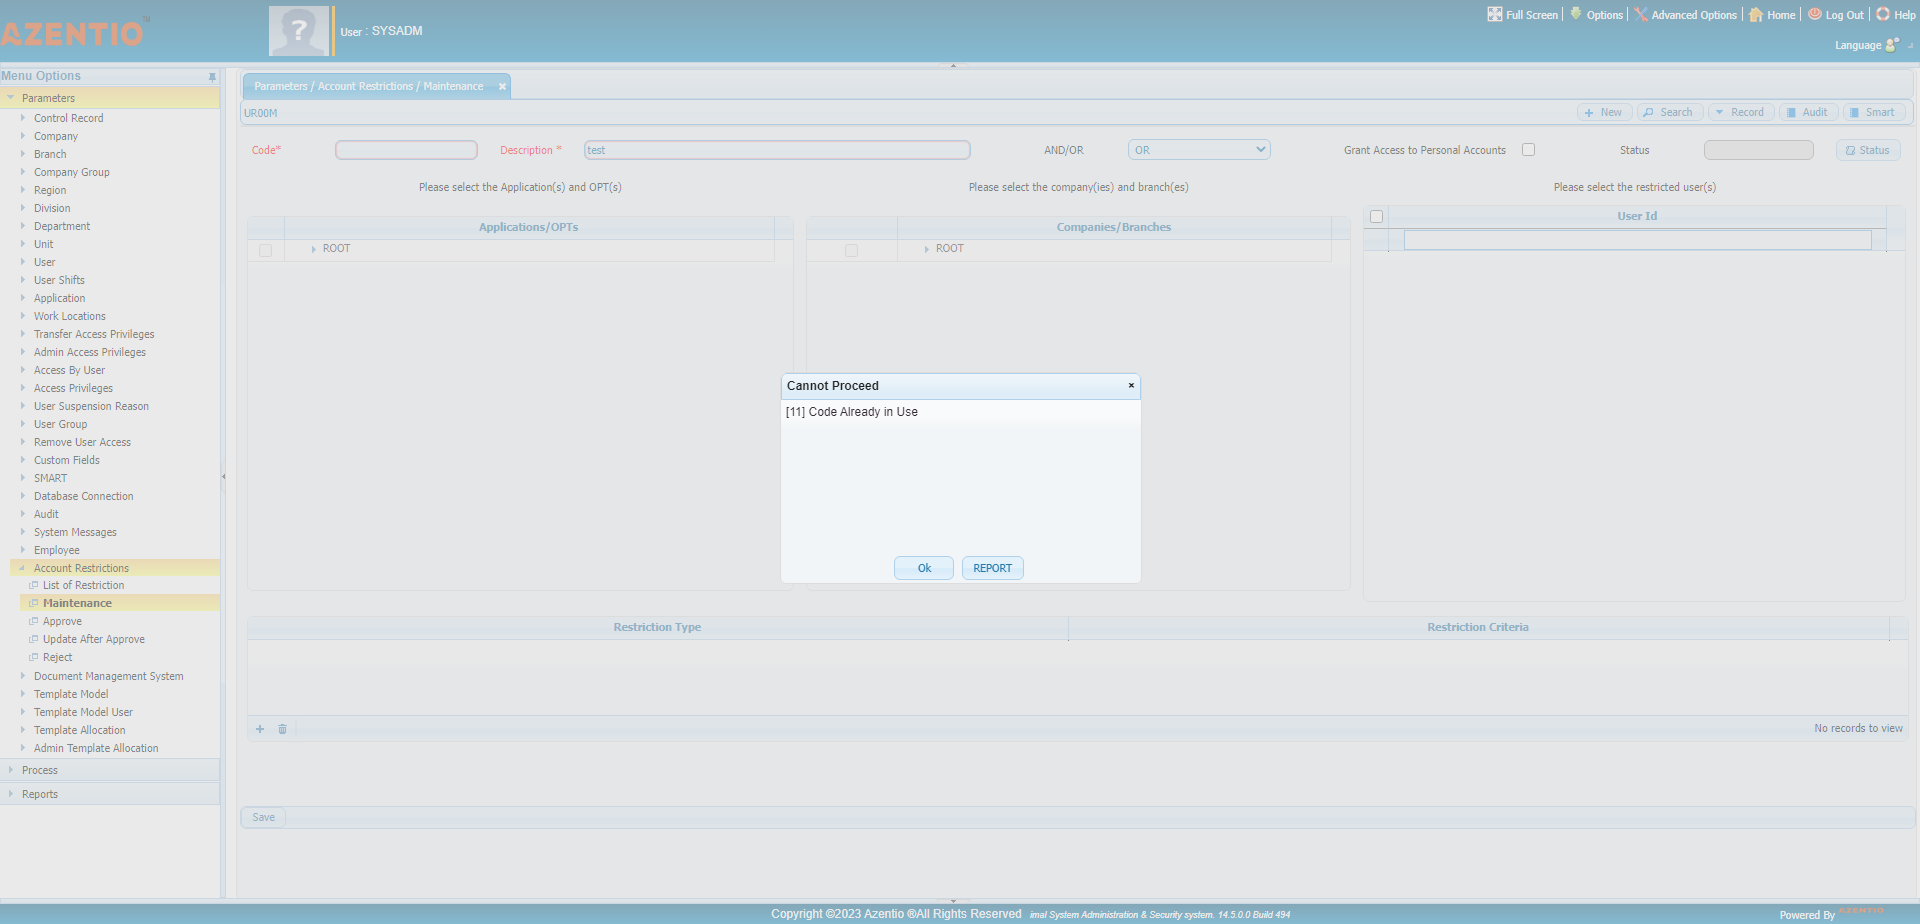 AZENTIO™
User : SYSADM
Full Screen
Options
Advanced Options
Home
Log Out
Help
Language
Menu Options
Parameters
Control Record
Company
Branch
Company Group
Region
Division
Department
Unit
User
User Shifts
Application
Work Locations
Transfer Access Privileges
Admin Access Privileges
Access By User
Access Privileges
User Suspension Reason
User Group
Remove User Access
Custom Fields
SMART
Database Connection
Audit
System Messages
Employee
Account Restrictions
List of Restriction
Maintenance
Approve
Update After Approve
Reject
Document Management System
Template Model
Template Model User
Template Allocation
Admin Template Allocation
Process
Reports
Parameters / Account Restrictions / Maintenance
UR00M
New
Search
Record
Audit
Smart
Code*
Description *
test
AND/OR
OR
Grant Access to Personal Accounts
Status
Status
Please select the Application(s) and OPT(s)
Please select the company(ies) and branch(es)
Please select the restricted user(s)
Applications/OPTs
ROOT
Companies/Branches
ROOT
User Id
Cannot Proceed
[11] Code Already in Use
Ok
REPORT
Restriction Type
Restriction Criteria
No records to view
Save
Copyright ©2023 Azentio ®All Rights Reserved imal System Administration & Security system. 14.5.0.0 Build 494
Powered By AZENTIO